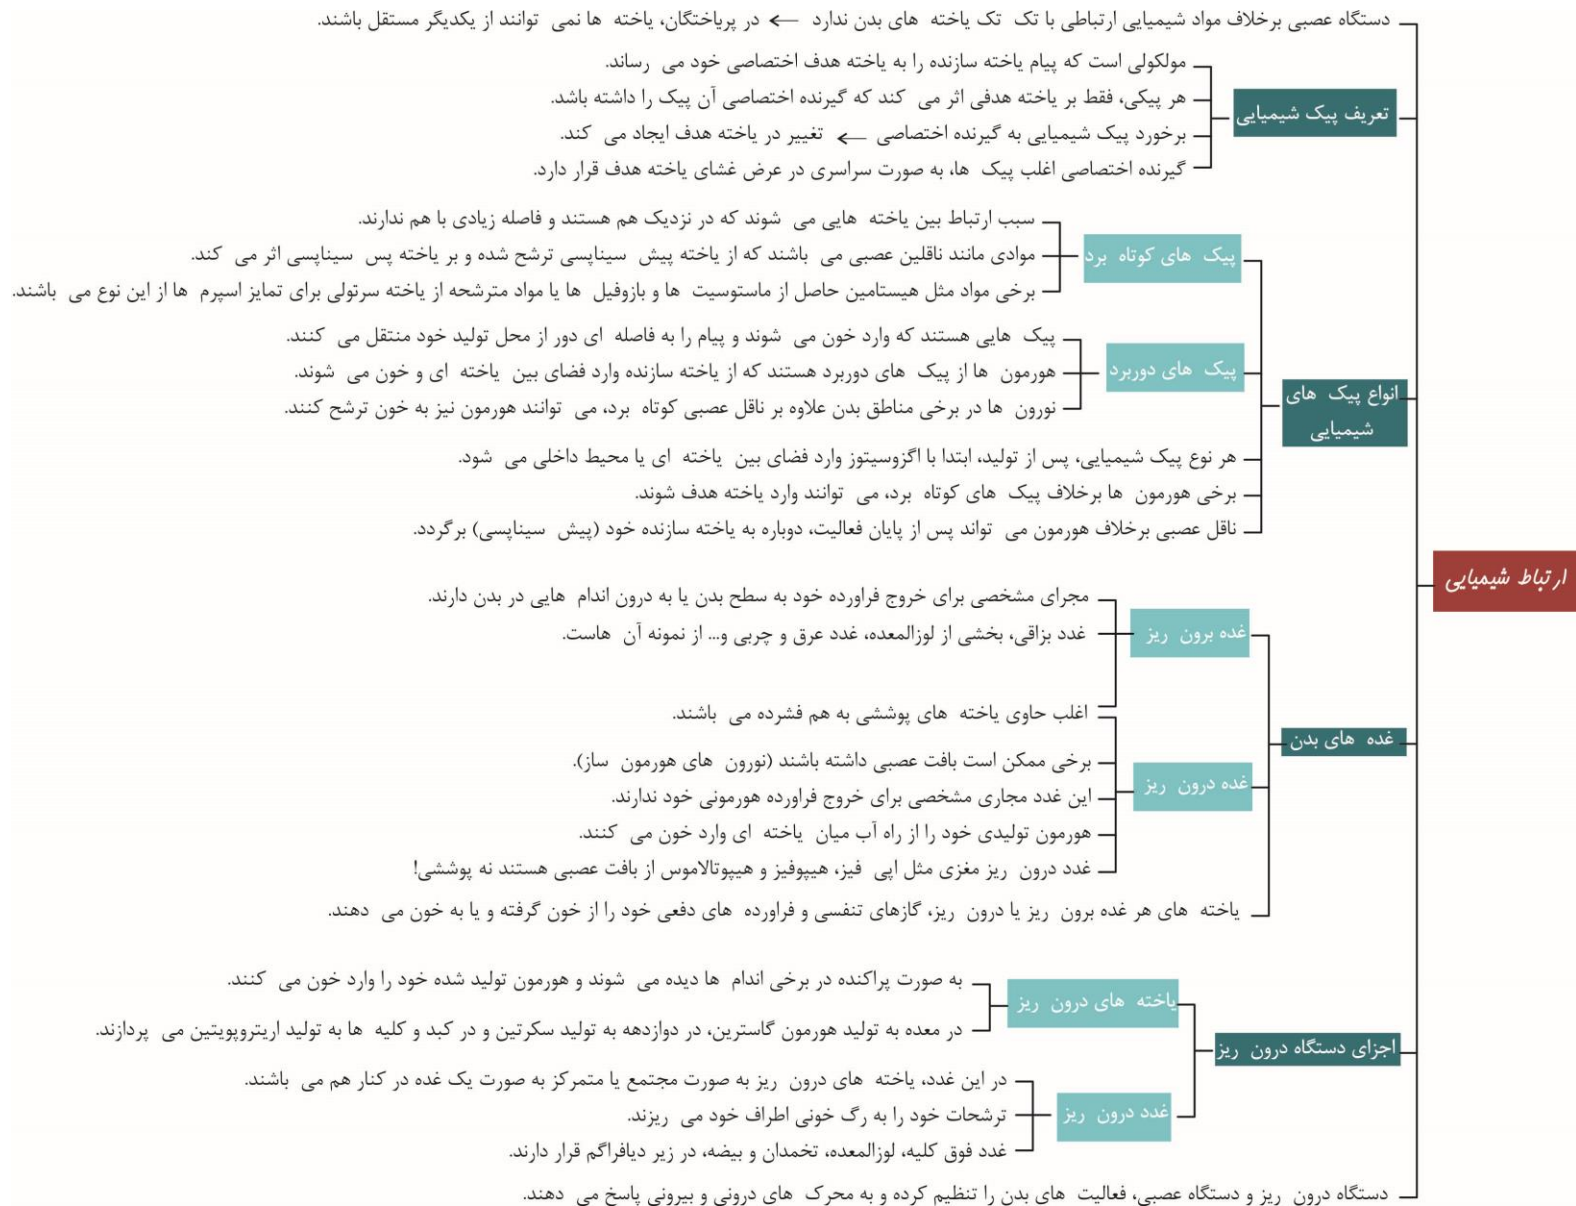 ارتباط شیمیایی
دستگاه عصبی برخلاف مواد شیمیایی ارتباطی با تک تک یاخته های بدن ندارد ← در پریاختگان، یاخته ها نمی توانند از یکدیگر مستقل باشند.
تعریف پیک شیمیایی
مولکولی است که پیام یاخته سازنده را به یاخته هدف اختصاصی خود می رساند.
هر پیکی، فقط بر یاخته هدفی اثر می کند که گیرنده اختصاصی آن پیک را داشته باشد.
برخورد پیک شیمیایی به گیرنده اختصاصی ← تغییر در یاخته هدف ایجاد می کند.
گیرنده اختصاصی اغلب پیک ها، به صورت سراسری در عرض غشای یاخته هدف قرار دارد.
انواع پیک های
شیمیایی
پیک های کوتاه برد
سبب ارتباط بین یاخته هایی می شوند که در نزدیک هم هستند و فاصله زیادی با هم ندارند.
موادی مانند ناقلین عصبی می باشند که از یاخته پیش سیناپسی ترشح شده و بر یاخته پس سیناپسی اثر می کند.
برخی مواد مثل هیستامین حاصل از ماستوسیت ها و بازوفیل ها یا مواد مترشحه از یاخته سرتولی برای تمایز اسپرم ها از این نوع می باشند.
پیک های دوربرد
پیک هایی هستند که وارد خون می شوند و پیام را به فاصله ای دور از محل تولید خود منتقل می کنند.
هورمون ها از پیک های دوربرد هستند که از یاخته سازنده وارد فضای بین یاخته ای و خون می شوند.
نورون ها در برخی مناطق بدن علاوه بر ناقل عصبی کوتاه برد، می توانند هورمون نیز به خون ترشح کنند.
هر نوع پیک شیمیایی، پس از تولید، ابتدا با اگزوسیتوز وارد فضای بین یاخته ای یا محیط داخلی می شود.
برخی هورمون ها برخلاف پیک های کوتاه برد، می توانند وارد یاخته هدف شوند.
ناقل عصبی برخلاف هورمون می تواند پس از پایان فعالیت، دوباره به یاخته سازنده خود (پیش سیناپسی) برگردد.
غده های بدن
غده برون ریز
مجرای مشخصی برای خروج فراورده خود به سطح بدن یا به درون اندام هایی در بدن دارند.
غدد بزاقی، بخشی از لوزالمعده، غدد عرق و چربی و... از نمونه آن هاست.
اغلب حاوی یاخته های پوششی به هم فشرده می باشند.
غده درون ریز
برخی ممکن است بافت عصبی داشته باشند (نورون های هورمون ساز).
این غدد مجاری مشخصی برای خروج فراورده هورمونی خود ندارند.
هورمون تولیدی خود را از راه آب میان یاخته ای وارد خون می کنند.
غدد درون ریز مغزی مثل اپی فیز، هیپوفیز و هیپوتالاموس از بافت عصبی هستند نه پوششی!
یاخته های هر غده برون ریز یا درون ریز، گازهای تنفسی و فراورده های دفعی خود را از خون گرفته و یا به خون می دهند.
اجزای دستگاه درون ریز
یاخته های درون ریز
به صورت پراکنده در برخی اندام ها دیده می شوند و هورمون تولید شده خود را وارد خون می کنند.
در معده به تولید هورمون گاسترین، در دوازدهه به تولید سکرتین و در کبد و کلیه ها به تولید اریتروپویتین می پردازند.
غدد درون ریز
در این غدد، یاخته های درون ریز به صورت مجتمع یا متمرکز به صورت یک غده در کنار هم می باشند.
ترشحات خود را به رگ خونی اطراف خود می ریزند.
غدد فوق کلیه، لوزالمعده، تخمدان و بیضه، در زیر دیافراگم قرار دارند.
دستگاه درون ریز و دستگاه عصبی، فعالیت های بدن را تنظیم کرده و به محرک های درونی و بیرونی پاسخ می دهند.